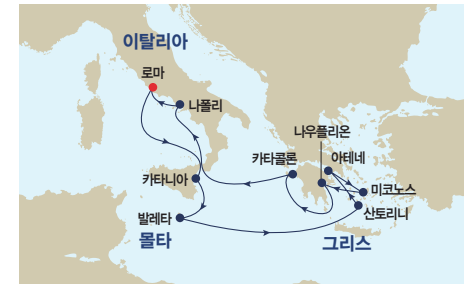 이탈리아
로마
나폴리
나우플리온
카타콜론
아테네
카타니아
미코노스
발레타
산토리니
몰타
그리스